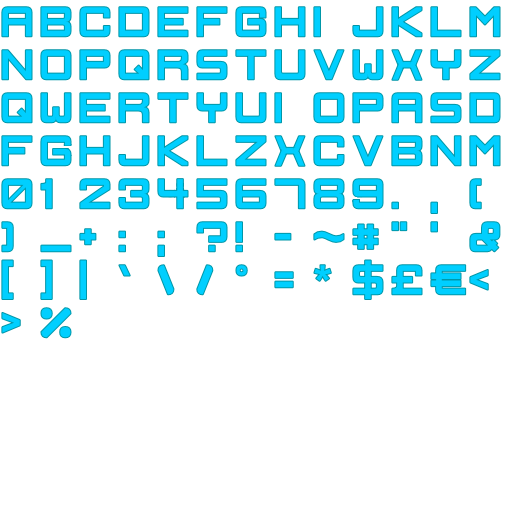 ABCDEFGHI JKLM
NOPQRSTUVWXYZ
QWERTYUI OPASD
FGHJKLZXCVBNM
01 23456789. , (
) _ + : ; ? ! - ~ # " ' &
[ ] | ` \ / ° = * $ £ € <
> %